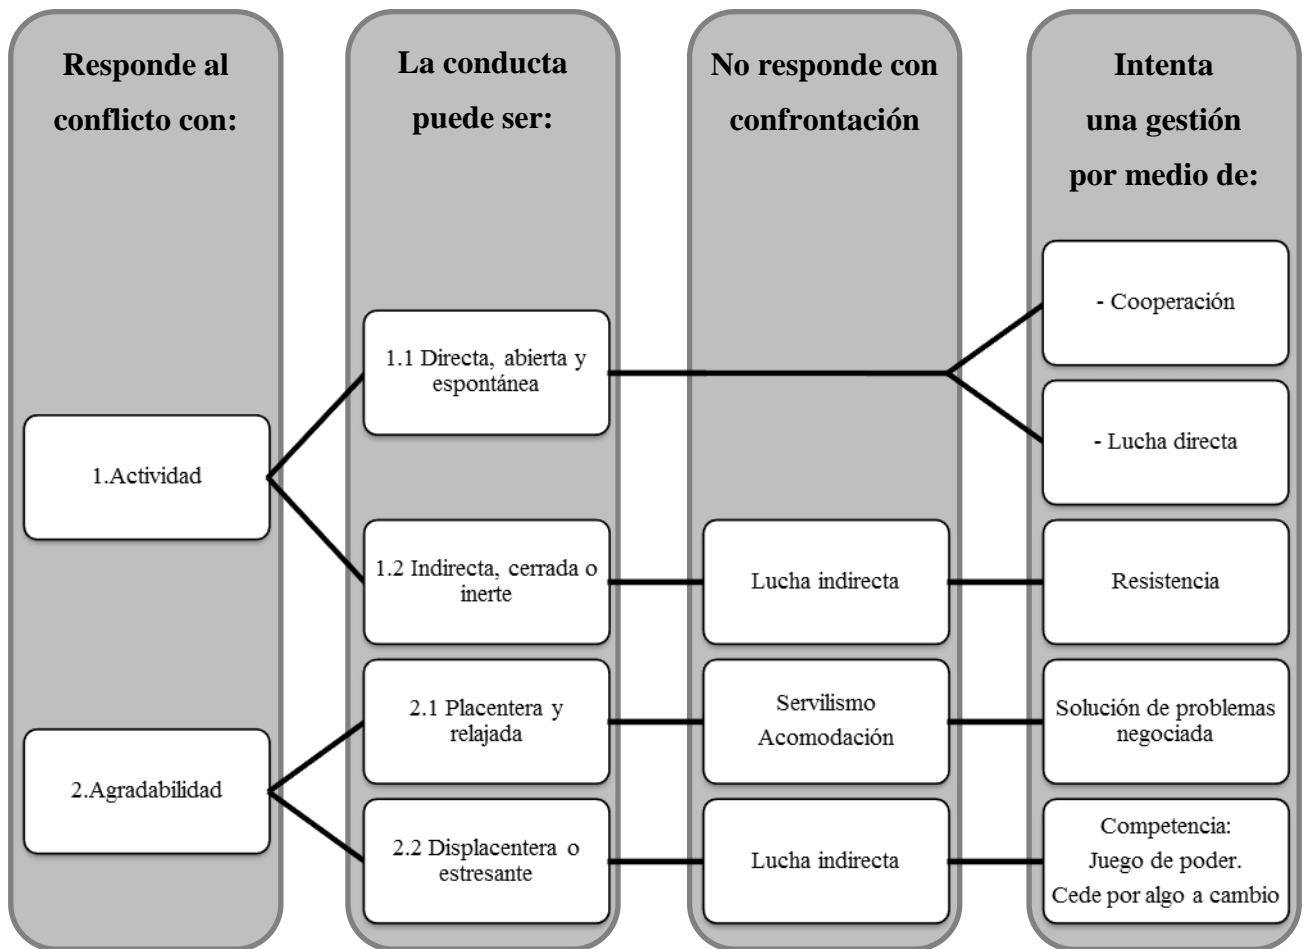 Responde al
conflicto con:
La conducta
puede ser:
No responde con
confrontación
Intenta
una gestión
por medio de:
1.Actividad
1.1 Directa, abierta y
espontánea
- Cooperación
- Lucha directa
1.2 Indirecta, cerrada o
inerte
Lucha indirecta
Resistencia
2.Agradabilidad
2.1 Placentera y
relajada
Servilismo
Acomodación
Solución de problemas
negociada
2.2 Displacentera o
estresante
Lucha indirecta
Competencia:
Juego de poder.
Cede por algo a cambio